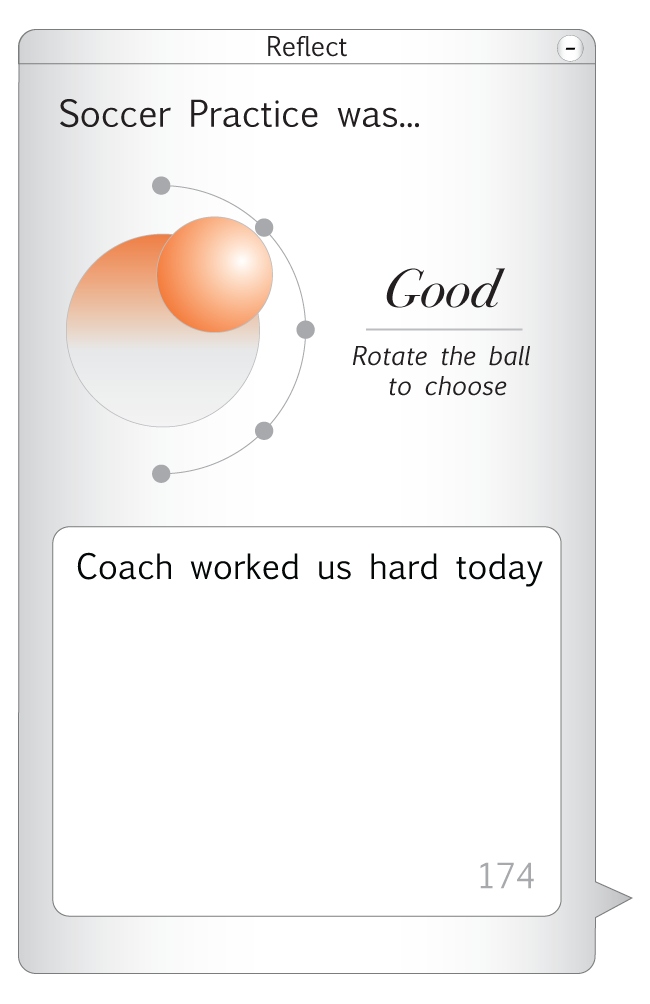 Reflect
-
Soccer Practice was...
Good
Rotate the ball
to choose
Coach worked us hard today
174